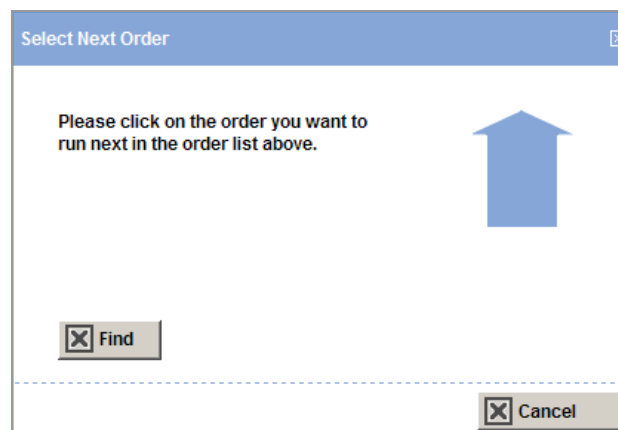 Select Next Order
Please click on the order you want to
run next in the order list above.
Find
Cancel